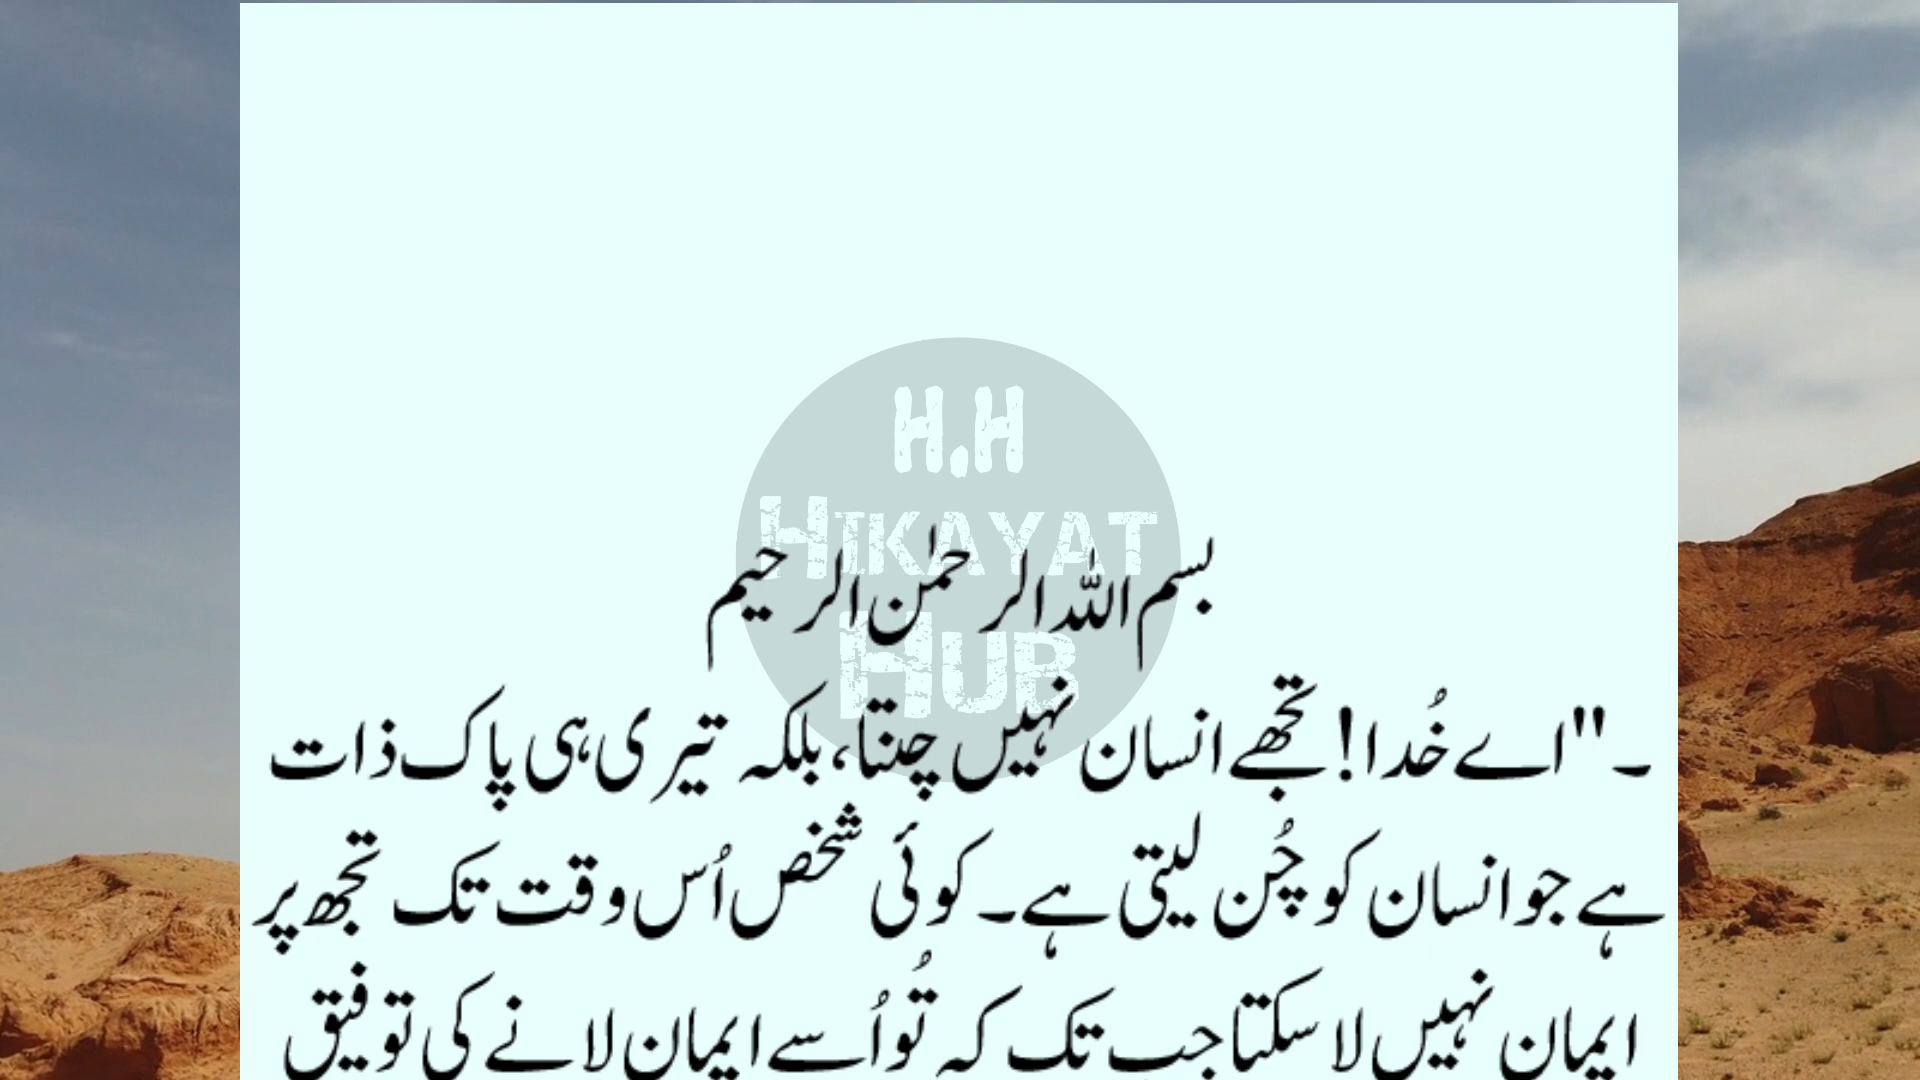 H.H
HIKAYAT
HUB
بسم اللہ الرحمٰن الرحیم
۔"اے خُدا! تجھے انسان نہیں چنتا، بلکہ تیری ہی پاک ذات
ہے جو انسان کو چُن لیتی ہے۔ کوئی شخص اُس وقت تک تجھ پر
ایمان نہیں لا سکتا جب تک کہ تُو اُسے ایمان لانے کی توفیق